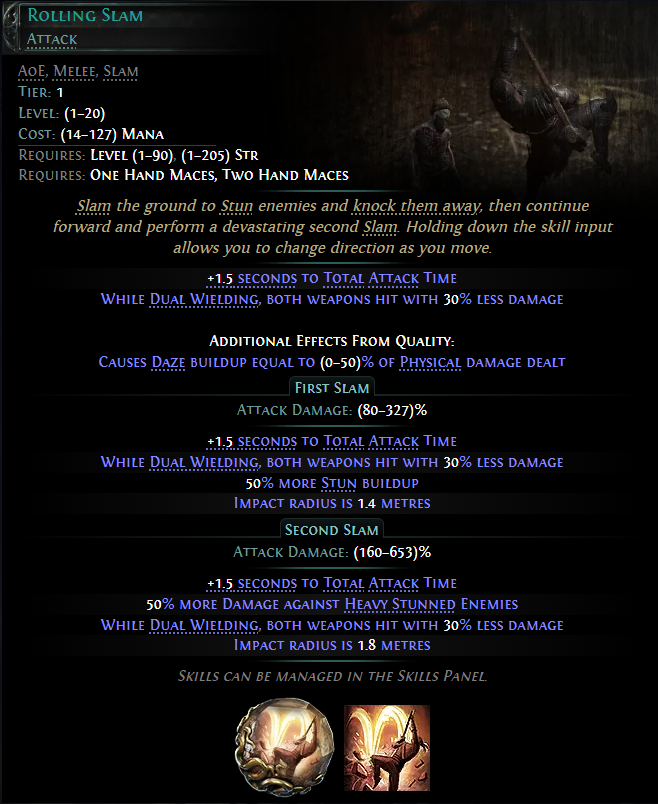 Rolling Slam
Attack
AoE, Melee, Slam
Tier: 1
Level: (1–20)
Cost: (14–127) Mana
Requires: Level (1–90), (1–205) Str
Requires: One Hand Maces, Two Hand Maces
Slam the ground to Stun enemies and knock them away, then continue
forward and perform a devastating second Slam. Holding down the skill input
allows you to change direction as you move.
+1.5 seconds to Total Attack Time
While Dual Wielding, both weapons hit with 30% less damage
Additional Effects From Quality:
Causes Daze buildup equal to (0–50)% of Physical damage dealt
First Slam
Attack Damage: (80–327)%
+1.5 seconds to Total Attack Time
While Dual Wielding, both weapons hit with 30% less damage
50% more Stun buildup
Impact radius is 1.4 metres
Second Slam
Attack Damage: (160–653)%
+1.5 seconds to Total Attack Time
50% more Damage against Heavy Stunned Enemies
While Dual Wielding, both weapons hit with 30% less damage
Impact radius is 1.8 metres
Skills can be managed in the Skills Panel.